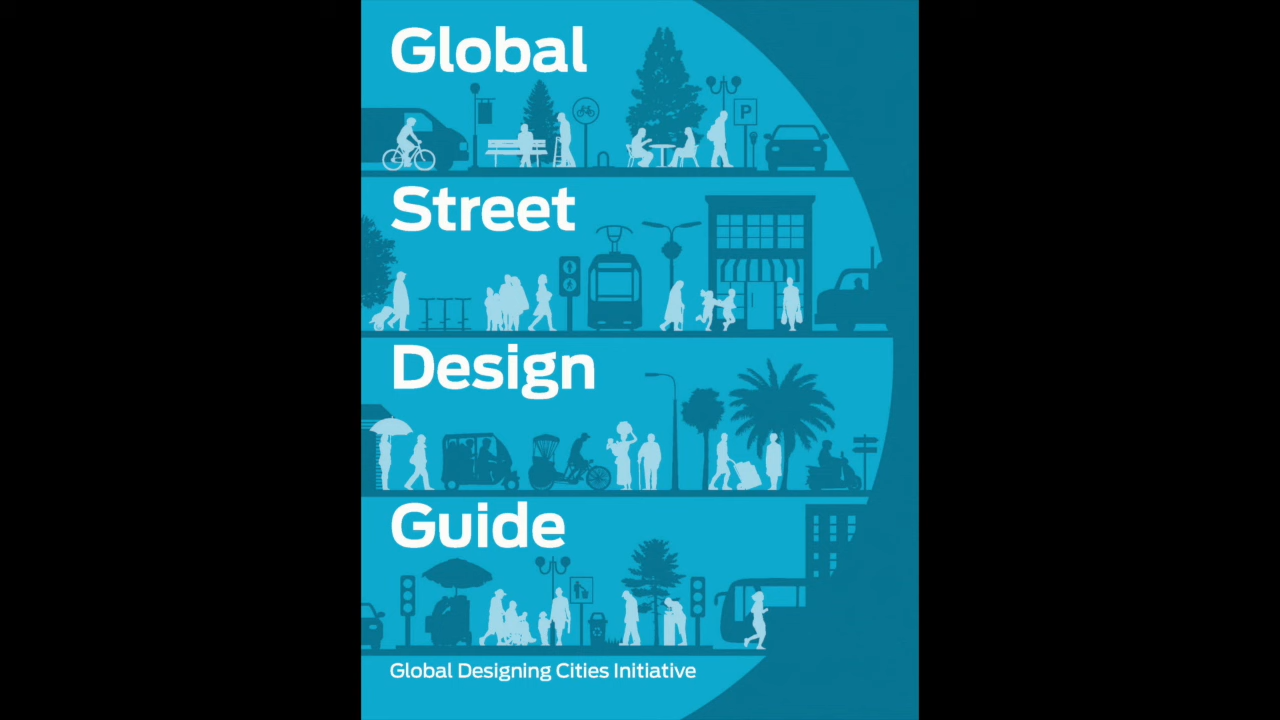 Global
P
Street
Design
Guide
Global Designing Cities Initiative